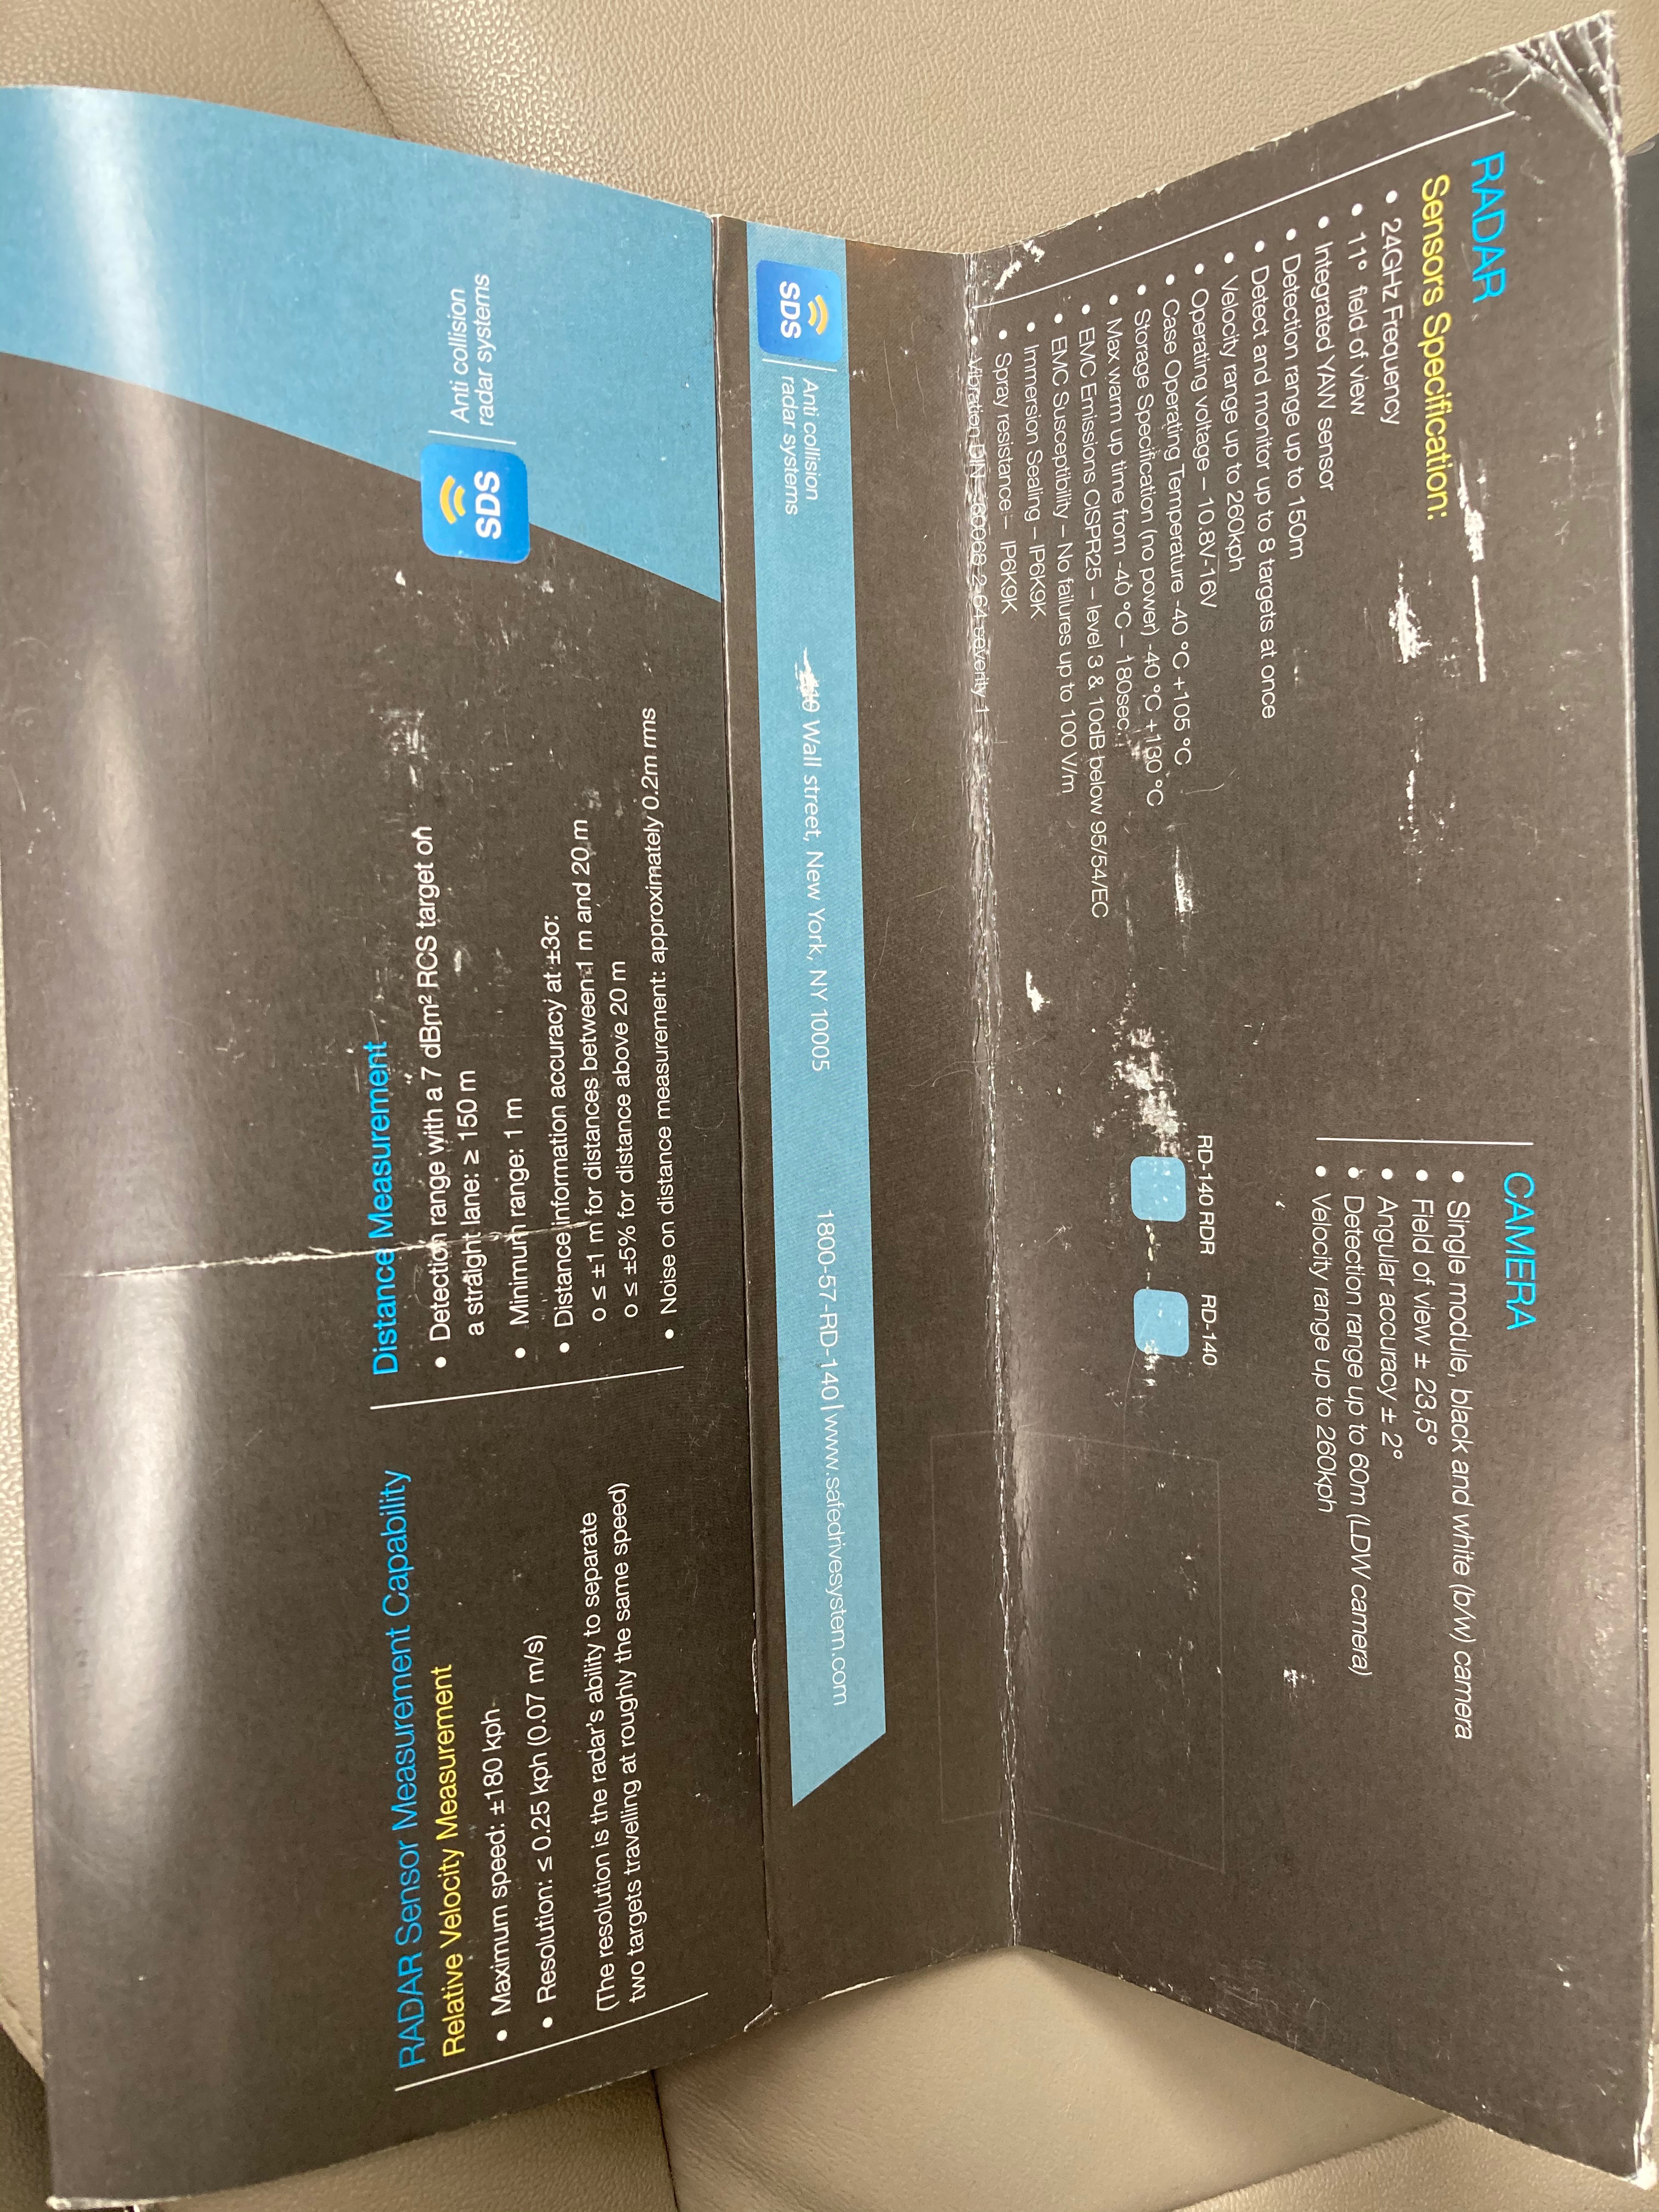 RADAR
Sensors Specification:
• 24GHz Frequency
• 11° field of view
• Integrated YAW sensor
• Detection range up to 150m
• Detect and monitor up to 8 targets at once
• Velocity range up to 260kph
• Operating voltage – 10.8V-16V
• Case Operating Temperature -40 °C +105 °C
• Storage Specification (no power) -40 °C +130 °C
• Max warm up time from -40 °C – 180sec.
• EMC Emissions CISPR25 – level 3 & 10dB below 95/54/EC
• EMC Susceptibility – No failures up to 100 V/m
• Immersion Sealing – IP6K9K
• Spray resistance – IP6K9K
• Vibration DIN severity 1
CAMERA
• Single module, black and white (b/w) camera
• Field of view ± 23,5°
• Angular accuracy ± 2°
• Detection range up to 60m (LDW camera)
• Velocity range up to 260kph
RD-140 RDR RD-140
SDS
Anti collision
radar systems
Wall street, New York, NY 10005
1800-57-RD-140 | www.safedrivesystem.com
RADAR Sensor Measurement Capability
Relative Velocity Measurement
• Maximum speed: ±180 kph
• Resolution: ≤ 0.25 kph (0.07 m/s)
(The resolution is the radar's ability to separate
two targets travelling at roughly the same speed)
Distance Measurement
• Detection range with a 7 dBm² RCS target on
a straight lane: ≥ 150 m
• Minimum range: 1 m
• Distance information accuracy at ±3σ:
o ≤ ±1 m for distances between 1 m and 20 m
o ≤ ±5% for distance above 20 m
• Noise on distance measurement: approximately 0.2m rms
Anti collision
radar systems
SDS